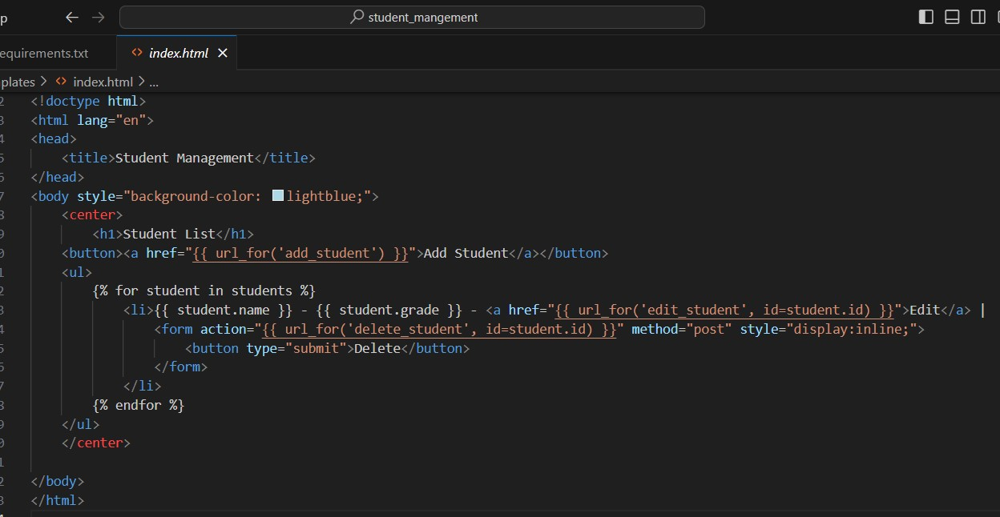 p
student_mangement
equirements.txt
index.html
plates > index.html > ...
2 <!doctype html>
3 <html lang="en">
4 <head>
5 <title>Student Management</title>
6 </head>
7 <body style="background-color: lightblue;">
8 <center>
9 <h1>Student List</h1>
0 <button><a href="{{ url_for('add_student') }}">Add Student</a></button>
1 <ul>
2 {% for student in students %}
3 <li>{{ student.name }} - {{ student.grade }} - <a href="{{ url_for('edit_student', id=student.id) }}">Edit</a> |
4 <form action="{{ url_for('delete_student', id=student.id) }}" method="post" style="display:inline;">
5 <button type="submit">Delete</button>
6 </form>
7 </li>
8 {% endfor %}
9 </ul>
0 </center>
1
2 </body>
3 </html>